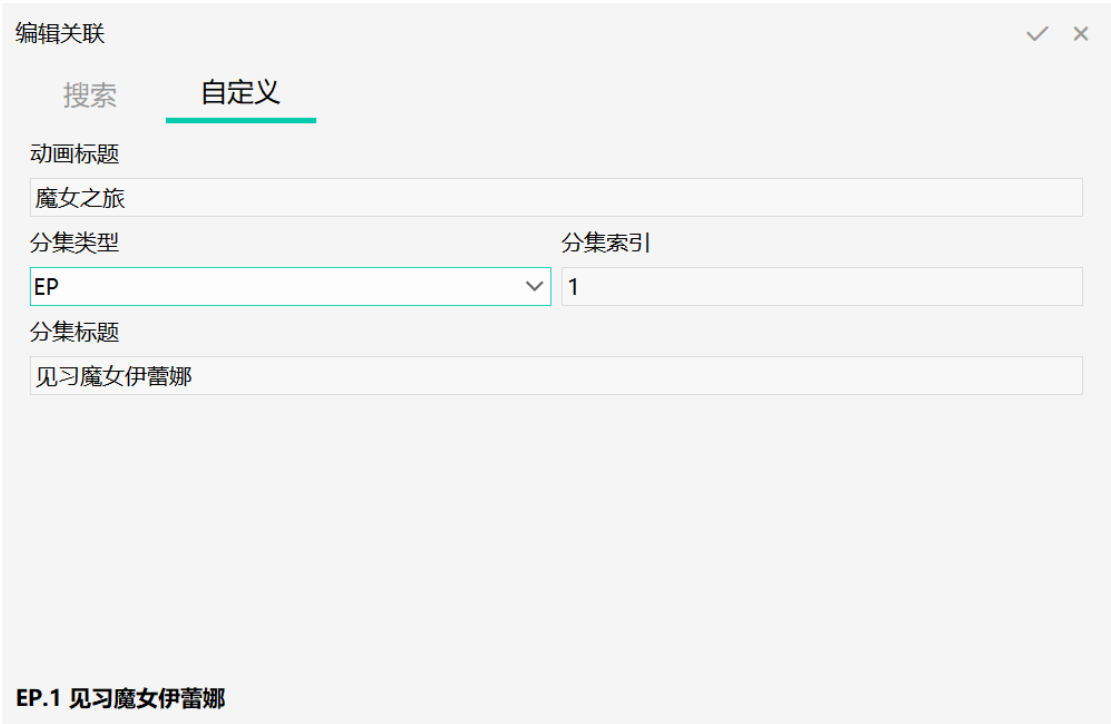 编辑关联
搜索 自定义
动画标题
魔女之旅
分集类型 分集索引
EP 1
分集标题
见习魔女伊蕾娜
EP.1 见习魔女伊蕾娜